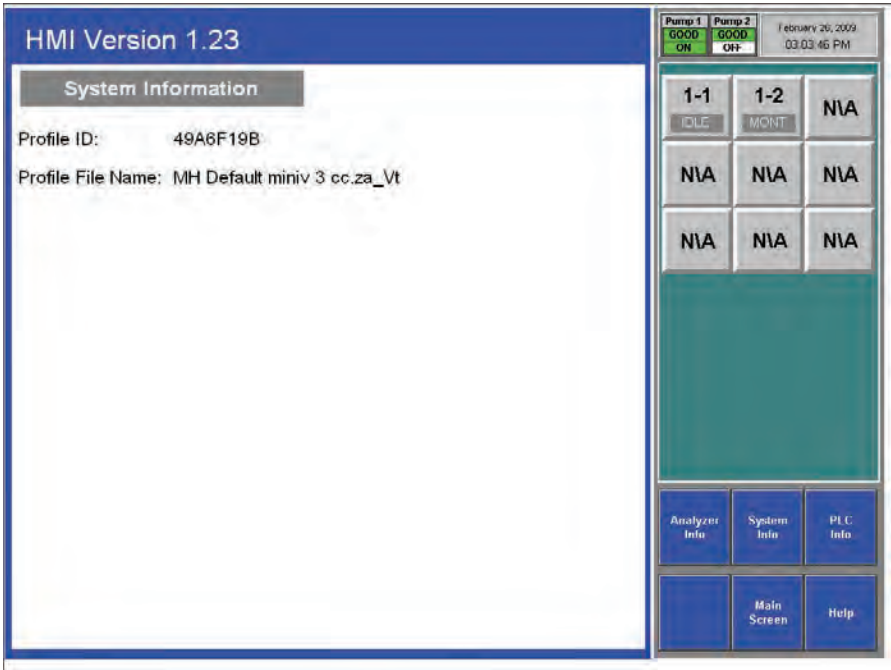 HMI Version 1.23
System Information
Profile ID: 49A6F19B
Profile File Name: MH Default miniv 3 cc.za_Vt
Pump 1 Pump 2
GOOD GOOD
ON OFF
February 26, 2009
03:03:46 PM
1-1 1-2 N\A
IDLE MONT
N\A N\A N\A
N\A N\A N\A
Analyzer Info
System Info
PLC Info
Main Screen
Help